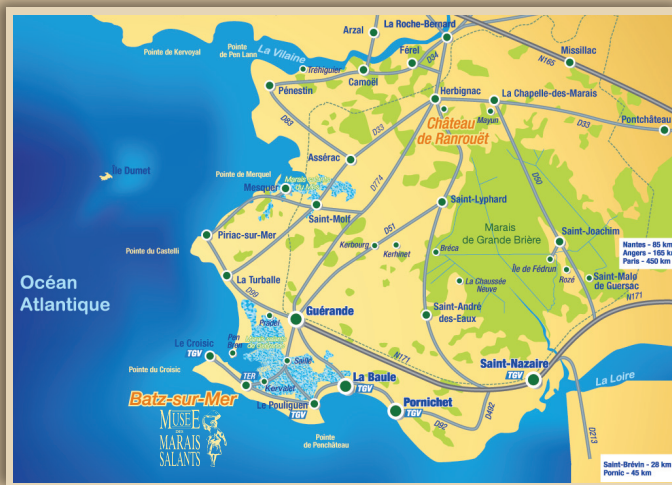 Arzal
La Roche-Bernard
Pointe de Kervoyal
Pointe
de Pen Lann
La Vilaine
Tréhiguier
Camoël
Férel
D34
Missillac
N165
Pénestin
Herbignac
La Chapelle-des-Marais
Mayun
Pontchâteau
D83
D33
Château
de Ranrouët
D33
Assérac
D774
D50
Île Dumet
Pointe de Merquel
Mesquer
Saint-Molf
Saint-Lyphard
Piriac-sur-Mer
D51
Kerbourg
Kerhinet
Bréca
Marais
de Grande Brière
Saint-Joachim
Nantes - 85 km
Angers - 165 km
Paris - 450 km
Pointe du Castelli
Île de Fédrun
Rozé
Saint-Malo
de Guersac
La Turballe
La Chaussée
Neuve
Océan
Atlantique
D99
Guérande
Saint-André
des-Eaux
N171
Pradel
Pen
Bron
Le Croisic
TGV
Saillé
N171
Saint-Nazaire
TGV
Pointe du Croisic
TER
Kervalet
La Baule
TGV
La Loire
Batz-sur-Mer
Le Pouliguen
TGV
Pornichet
TGV
D92
D492
D213
MUSEE
DES
MARAIS
SALANTS
Pointe
de Penchâteau
Saint-Brévin - 28 km
Pornic - 45 km